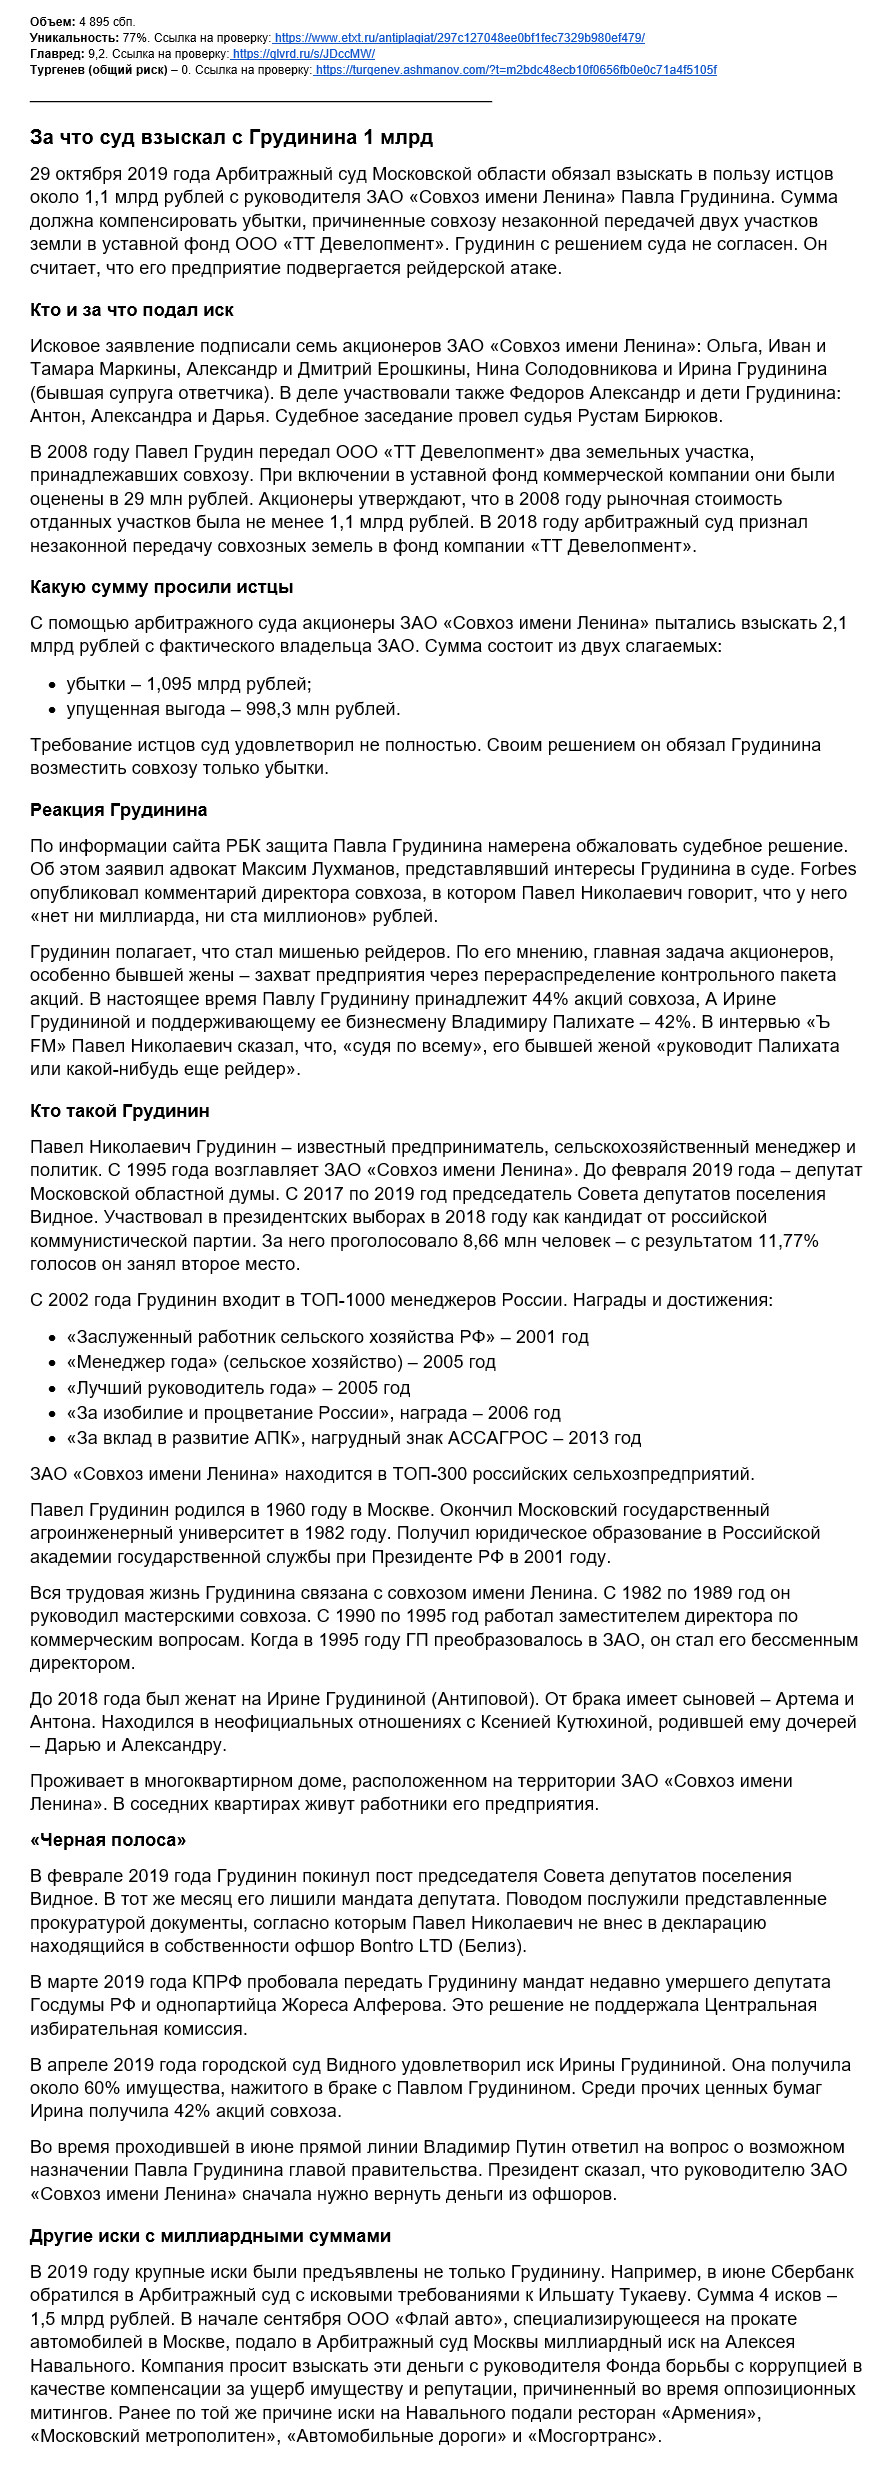 Объем: 4 895 сбп.
Уникальность: 77%. Ссылка на проверку: https://www.etxt.ru/antiplagiat/297c127048ee0bf1fec7329b980ef479/
Главред: 9,2. Ссылка на проверку: https://glvrd.ru/s/JDccMW/
Тургенев (общий риск) – 0. Ссылка на проверку: https://turgenev.ashmanov.com/?t=m2bdc48ecb10f0656fb0e0c71a4f5105f
За что суд взыскал с Грудинина 1 млрд
29 октября 2019 года Арбитражный суд Московской области обязал взыскать в пользу истцов
около 1,1 млрд рублей с руководителя ЗАО «Совхоз имени Ленина» Павла Грудинина. Сумма
должна компенсировать убытки, причиненные совхозу незаконной передачей двух участков
земли в уставной фонд ООО «ТТ Девелопмент». Грудинин с решением суда не согласен. Он
считает, что его предприятие подвергается рейдерской атаке.
Кто и за что подал иск
Исковое заявление подписали семь акционеров ЗАО «Совхоз имени Ленина»: Ольга, Иван и
Тамара Маркины, Александр и Дмитрий Ерошкины, Нина Солодовникова и Ирина Грудинина
(бывшая супруга ответчика). В деле участвовали также Федоров Александр и дети Грудинина:
Антон, Александра и Дарья. Судебное заседание провел судья Рустам Бирюков.
В 2008 году Павел Грудин передал ООО «ТТ Девелопмент» два земельных участка,
принадлежавших совхозу. При включении в уставной фонд коммерческой компании они были
оценены в 29 млн рублей. Акционеры утверждают, что в 2008 году рыночная стоимость
отданных участков была не менее 1,1 млрд рублей. В 2018 году арбитражный суд признал
незаконной передачу совхозных земель в фонд компании «ТТ Девелопмент».
Какую сумму просили истцы
С помощью арбитражного суда акционеры ЗАО «Совхоз имени Ленина» пытались взыскать 2,1
млрд рублей с фактического владельца ЗАО. Сумма состоит из двух слагаемых:
• убытки – 1,095 млрд рублей;
• упущенная выгода – 998,3 млн рублей.
Требование истцов суд удовлетворил не полностью. Своим решением он обязал Грудинина
возместить совхозу только убытки.
Реакция Грудинина
По информации сайта РБК защита Павла Грудинина намерена обжаловать судебное решение.
Об этом заявил адвокат Максим Лухманов, представлявший интересы Грудинина в суде. Forbes
опубликовал комментарий директора совхоза, в котором Павел Николаевич говорит, что у него
«нет ни миллиарда, ни ста миллионов» рублей.
Грудинин полагает, что стал мишенью рейдеров. По его мнению, главная задача акционеров,
особенно бывшей жены – захват предприятия через перераспределение контрольного пакета
акций. В настоящее время Павлу Грудинину принадлежит 44% акций совхоза, А Ирине
Грудининой и поддерживающему ее бизнесмену Владимиру Палихате – 42%. В интервью «Ъ
FM» Павел Николаевич сказал, что, «судя по всему», его бывшей женой «руководит Палихата
или какой-нибудь еще рейдер».
Кто такой Грудинин
Павел Николаевич Грудинин – известный предприниматель, сельскохозяйственный менеджер и
политик. С 1995 года возглавляет ЗАО «Совхоз имени Ленина». До февраля 2019 года – депутат
Московской областной думы. С 2017 по 2019 год председатель Совета депутатов поселения
Видное. Участвовал в президентских выборах в 2018 году как кандидат от российской
коммунистической партии. За него проголосовало 8,66 млн человек – с результатом 11,77%
голосов он занял второе место.
С 2002 года Грудинин входит в ТОП-1000 менеджеров России. Награды и достижения:
• «Заслуженный работник сельского хозяйства РФ» – 2001 год
• «Менеджер года» (сельское хозяйство) – 2005 год
• «Лучший руководитель года» – 2005 год
• «За изобилие и процветание России», награда – 2006 год
• «За вклад в развитие АПК», нагрудный знак АССАГРОС – 2013 год
ЗАО «Совхоз имени Ленина» находится в ТОП-300 российских сельхозпредприятий.
Павел Грудинин родился в 1960 году в Москве. Окончил Московский государственный
агроинженерный университет в 1982 году. Получил юридическое образование в Российской
академии государственной службы при Президенте РФ в 2001 году.
Вся трудовая жизнь Грудинина связана с совхозом имени Ленина. С 1982 по 1989 год он
руководил мастерскими совхоза. С 1990 по 1995 год работал заместителем директора по
коммерческим вопросам. Когда в 1995 году ГП преобразовалось в ЗАО, он стал его бессменным
директором.
До 2018 года был женат на Ирине Грудининой (Антиповой). От брака имеет сыновей – Артема и
Антона. Находился в неофициальных отношениях с Ксенией Кутюхиной, родившей ему дочерей
– Дарью и Александру.
Проживает в многоквартирном доме, расположенном на территории ЗАО «Совхоз имени
Ленина». В соседних квартирах живут работники его предприятия.
«Черная полоса»
В феврале 2019 года Грудинин покинул пост председателя Совета депутатов поселения
Видное. В тот же месяц его лишили мандата депутата. Поводом послужили представленные
прокуратурой документы, согласно которым Павел Николаевич не внес в декларацию
находящийся в собственности офшор Bontro LTD (Белиз).
В марте 2019 года КПРФ пробовала передать Грудинину мандат недавно умершего депутата
Госдумы РФ и однопартийца Жореса Алферова. Это решение не поддержала Центральная
избирательная комиссия.
В апреле 2019 года городской суд Видного удовлетворил иск Ирины Грудининой. Она получила
около 60% имущества, нажитого в браке с Павлом Грудинином. Среди прочих ценных бумаг
Ирина получила 42% акций совхоза.
Во время проходившей в июне прямой линии Владимир Путин ответил на вопрос о возможном
назначении Павла Грудинина главой правительства. Президент сказал, что руководителю ЗАО
«Совхоз имени Ленина» сначала нужно вернуть деньги из офшоров.
Другие иски с миллиардными суммами
В 2019 году крупные иски были предъявлены не только Грудинину. Например, в июне Сбербанк
обратился в Арбитражный суд с исковыми требованиями к Ильшату Тукаеву. Сумма 4 исков –
1,5 млрд рублей. В начале сентября ООО «Флай авто», специализирующееся на прокате
автомобилей в Москве, подало в Арбитражный суд Москвы миллиардный иск на Алексея
Навального. Компания просит взыскать эти деньги с руководителя Фонда борьбы с коррупцией в
качестве компенсации за ущерб имуществу и репутации, причиненный во время оппозиционных
митингов. Ранее по той же причине иски на Навального подали ресторан «Армения»,
«Московский метрополитен», «Автомобильные дороги» и «Мосгортранс».